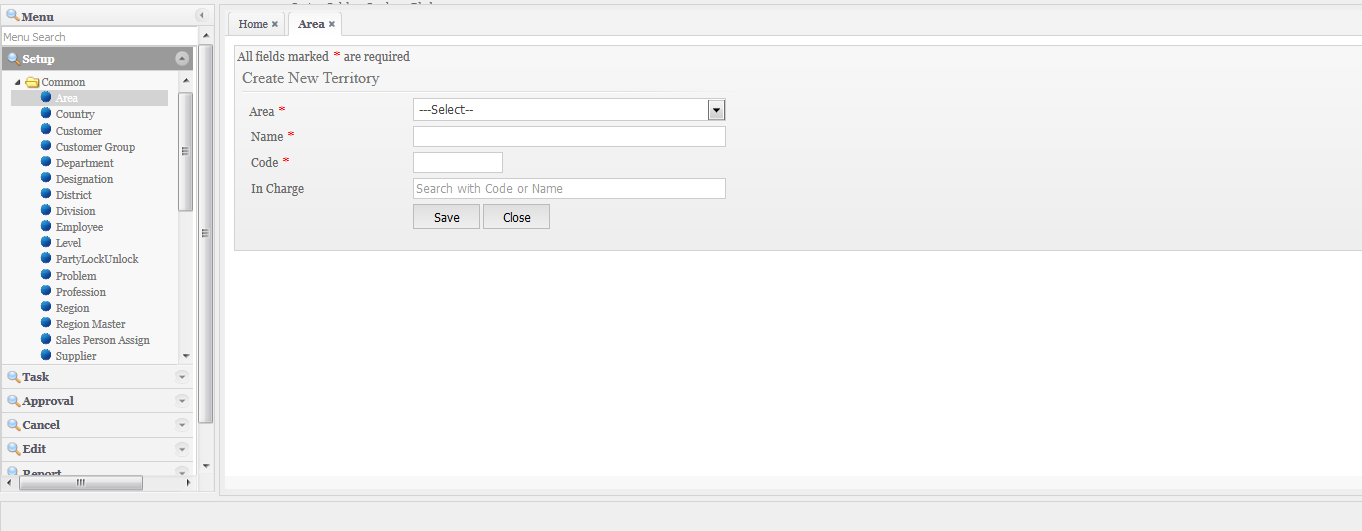 Menu
Menu Search
Setup
Common
Area
Country
Customer
Customer Group
Department
Designation
District
Division
Employee
Level
PartyLockUnlock
Problem
Profession
Region
Region Master
Sales Person Assign
Supplier
Task
Approval
Cancel
Edit
Report
Home
Area
All fields marked * are required
Create New Territory
Area *
---Select--
Name *
Code *
In Charge
Search with Code or Name
Save
Close